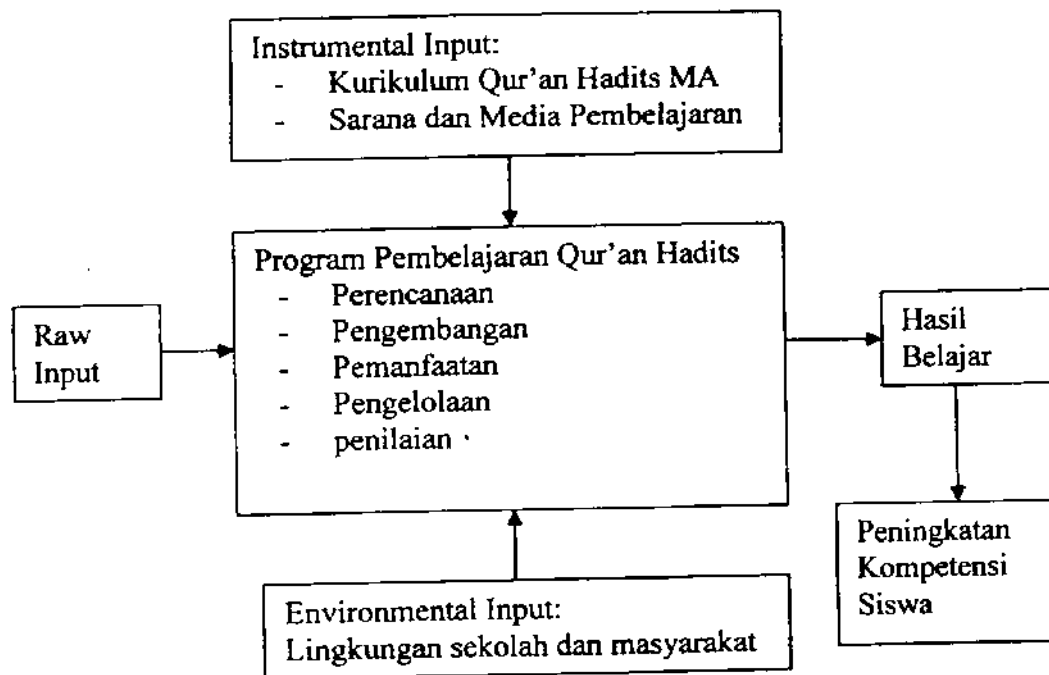 Instrumental Input:
- Kurikulum Qur'an Hadits MA
- Sarana dan Media Pembelajaran
Program Pembelajaran Qur'an Hadits
- Perencanaan
- Pengembangan
- Pemanfaatan
- Pengelolaan
- penilaian
Raw
Input
Hasil
Belajar
Peningkatan
Kompetensi
Siswa
Environmental Input:
Lingkungan sekolah dan masyarakat